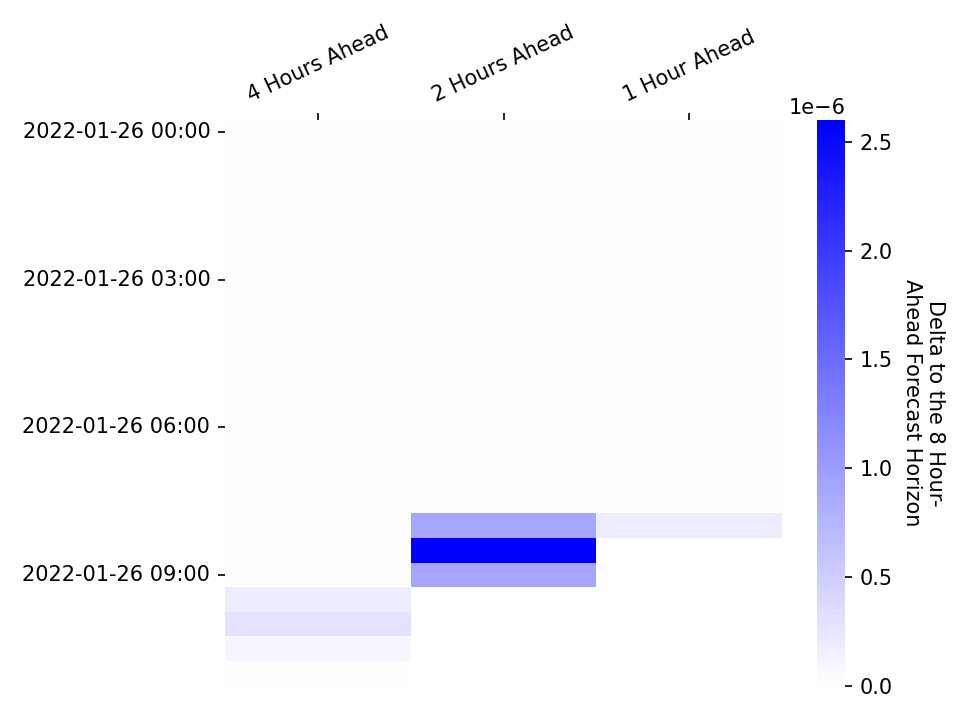 4 Hours Ahead
2 Hours Ahead
1 Hour Ahead
2022-01-26 00:00
2022-01-26 03:00
2022-01-26 06:00
2022-01-26 09:00
1e−6
2.5
2.0
1.5
1.0
0.5
0.0
Delta to the 8 Hour-
Ahead Forecast Horizon